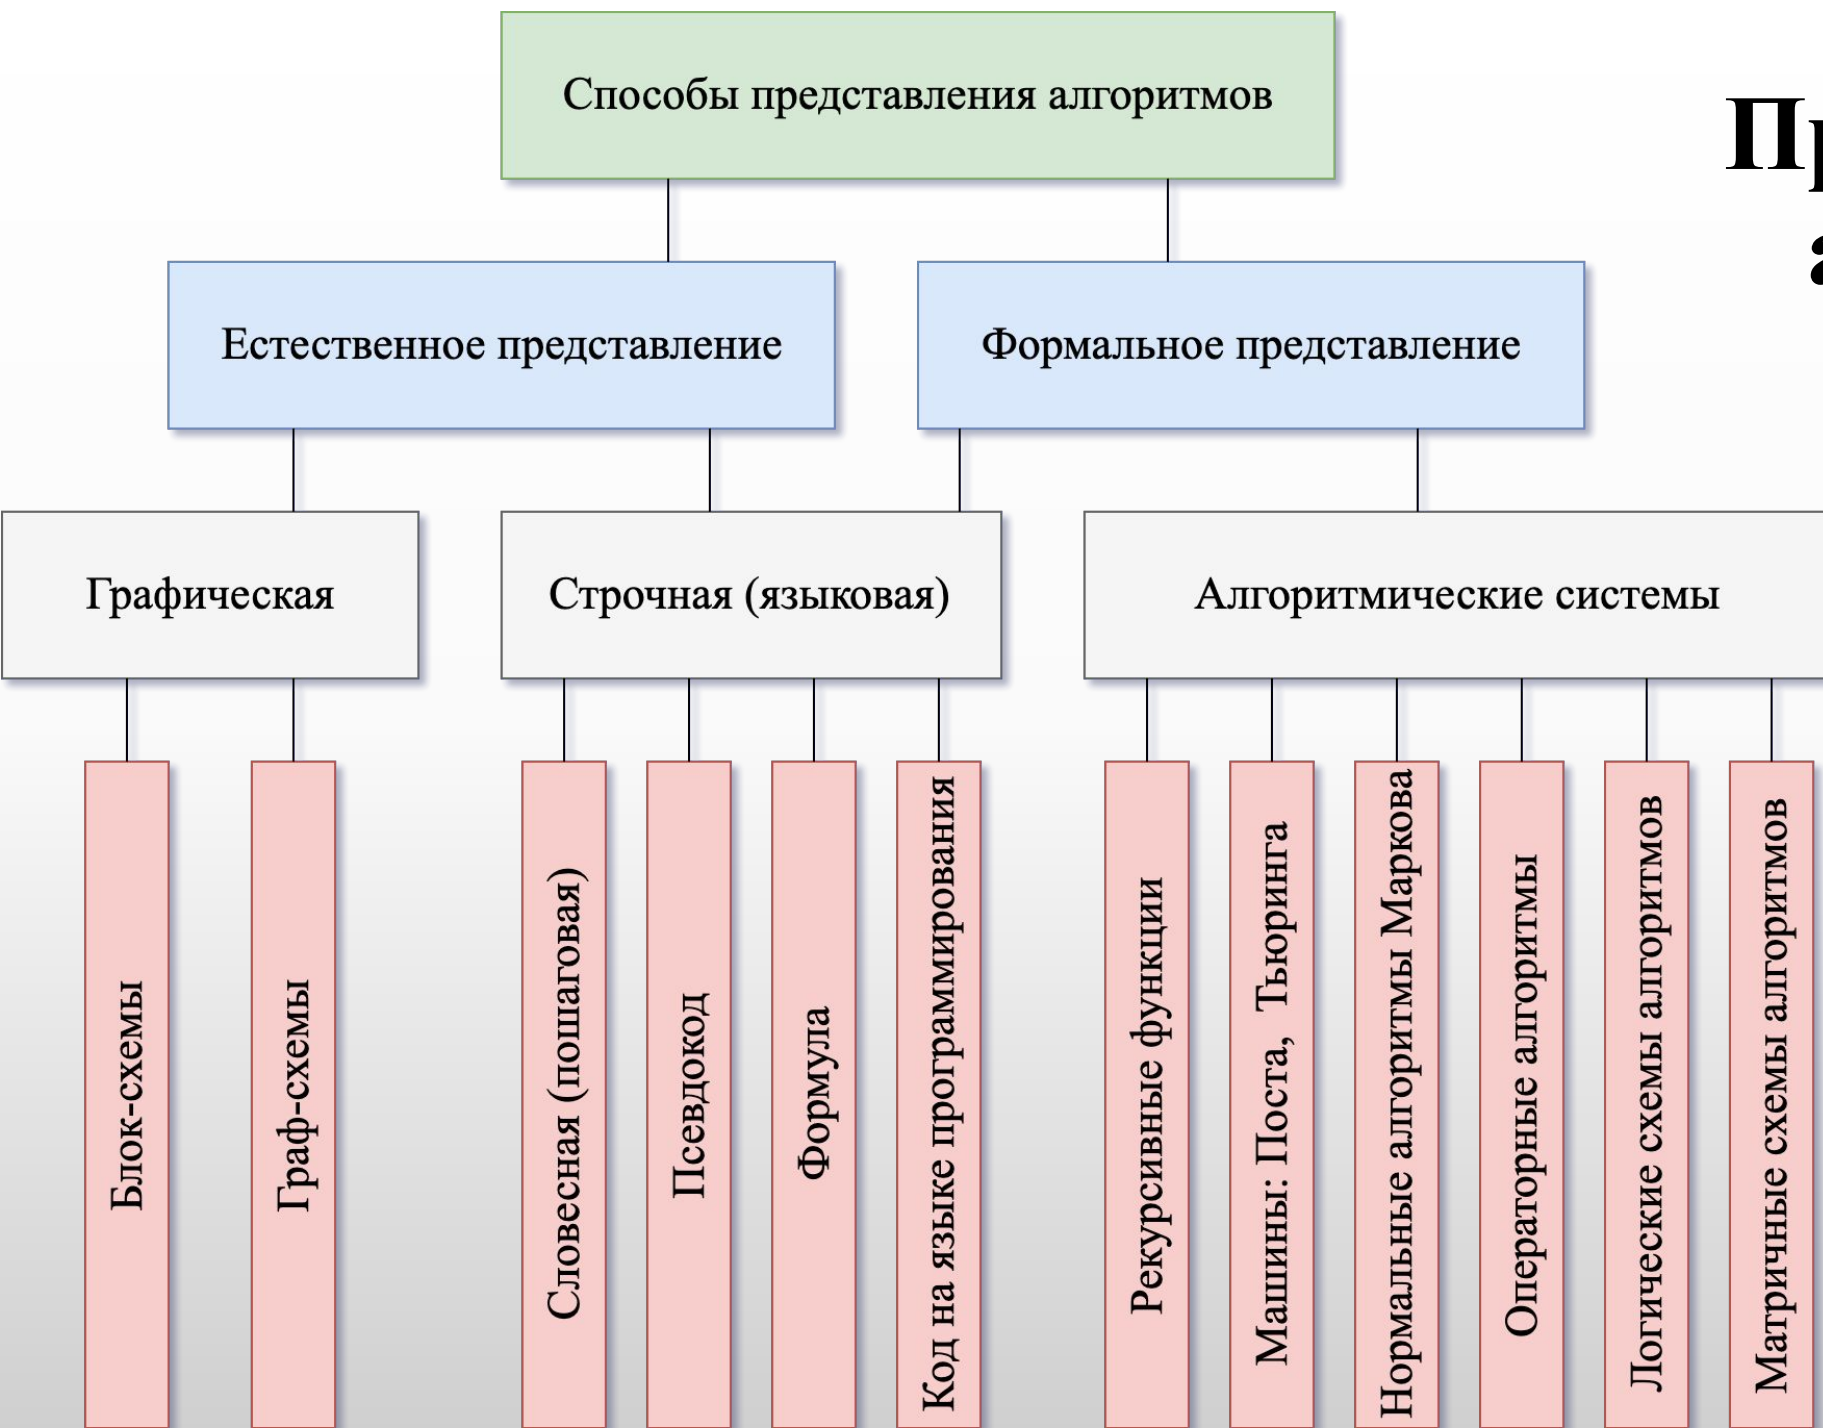 Способы представления алгоритмов
Естественное представление
Формальное представление
Графическая
Строчная (языковая)
Алгоритмические системы
Блок-схемы
Граф-схемы
Словесная (пошаговая)
Псевдокод
Формула
Код на языке программирования
Рекурсивные функции
Машины: Поста, Тьюринга
Нормальные алгоритмы Маркова
Операторные алгоритмы
Логические схемы алгоритмов
Матричные схемы алгоритмов